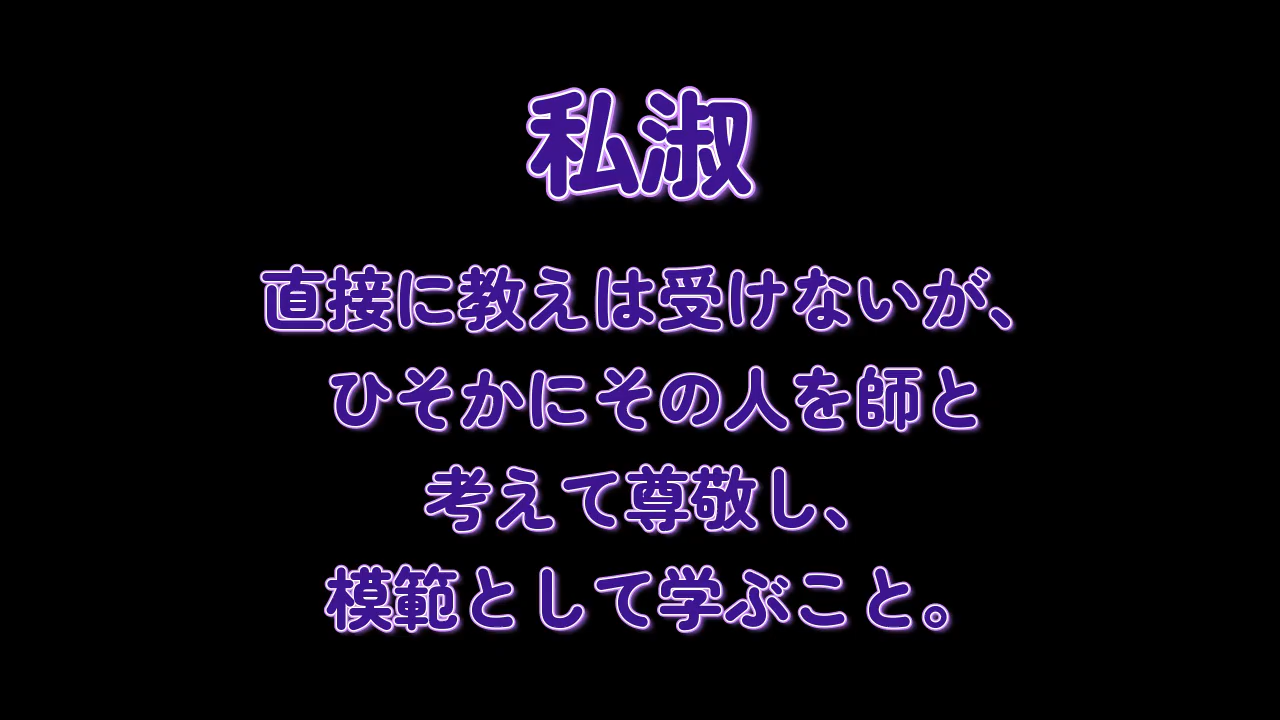 私淑
直接に教えは受けないが、
ひそかにその人を師と
考えて尊敬し、
模範として学ぶこと。